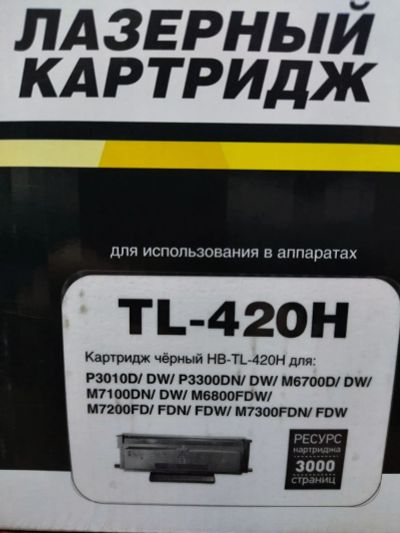 ЛАЗЕРНЫЙ
КАРТРИДЖ
для использования в аппаратах
TL-420H
Картридж чёрный HB-TL-420H для:
P3010D/ DW/ P3300DN/ DW/ M6700D/ DW/
M7100DN/ DW/ M6800FDW/
M7200FD/ FDN/ FDW/ M7300FDN/ FDW
РЕСУРС
картриджа
3000
страниц